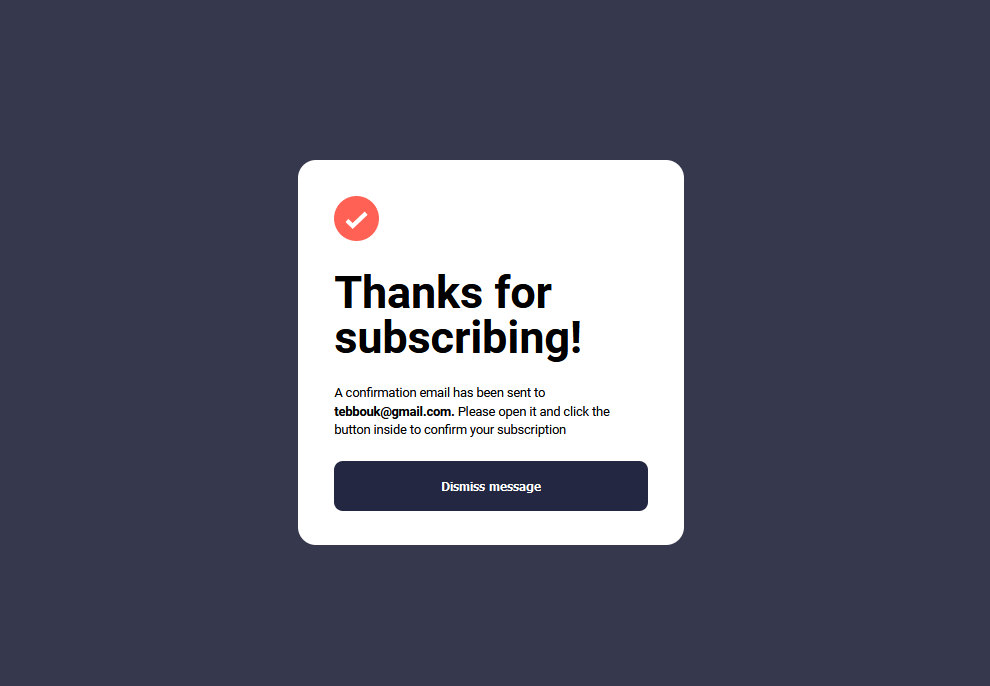 Thanks for
subscribing!
A confirmation email has been sent to
tebbouk@gmail.com. Please open it and click the
button inside to confirm your subscription
Dismiss message